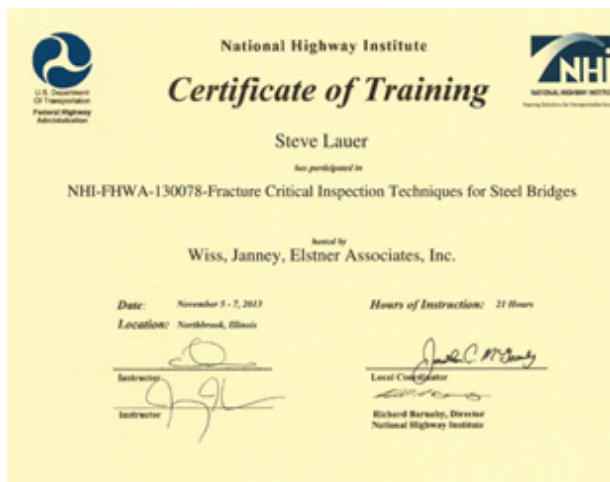 National Highway Institute
Certificate of Training
U.S. Department
Of Transportation
Federal Highway
Administration
NHI
NATIONAL HIGHWAY INSTITUTE
Steve Lauer
has participated in
NHI-FHWA-130078-Fracture Critical Inspection Techniques for Steel Bridges
hosted by
Wiss, Janney, Elstner Associates, Inc.
Date: November 5 - 7, 2013
Hours of Instruction: 21 Hours
Location: Northbrook, Illinois
Instructor
Local Coordinator
Instructor
Richard Barnaby, Director
National Highway Institute